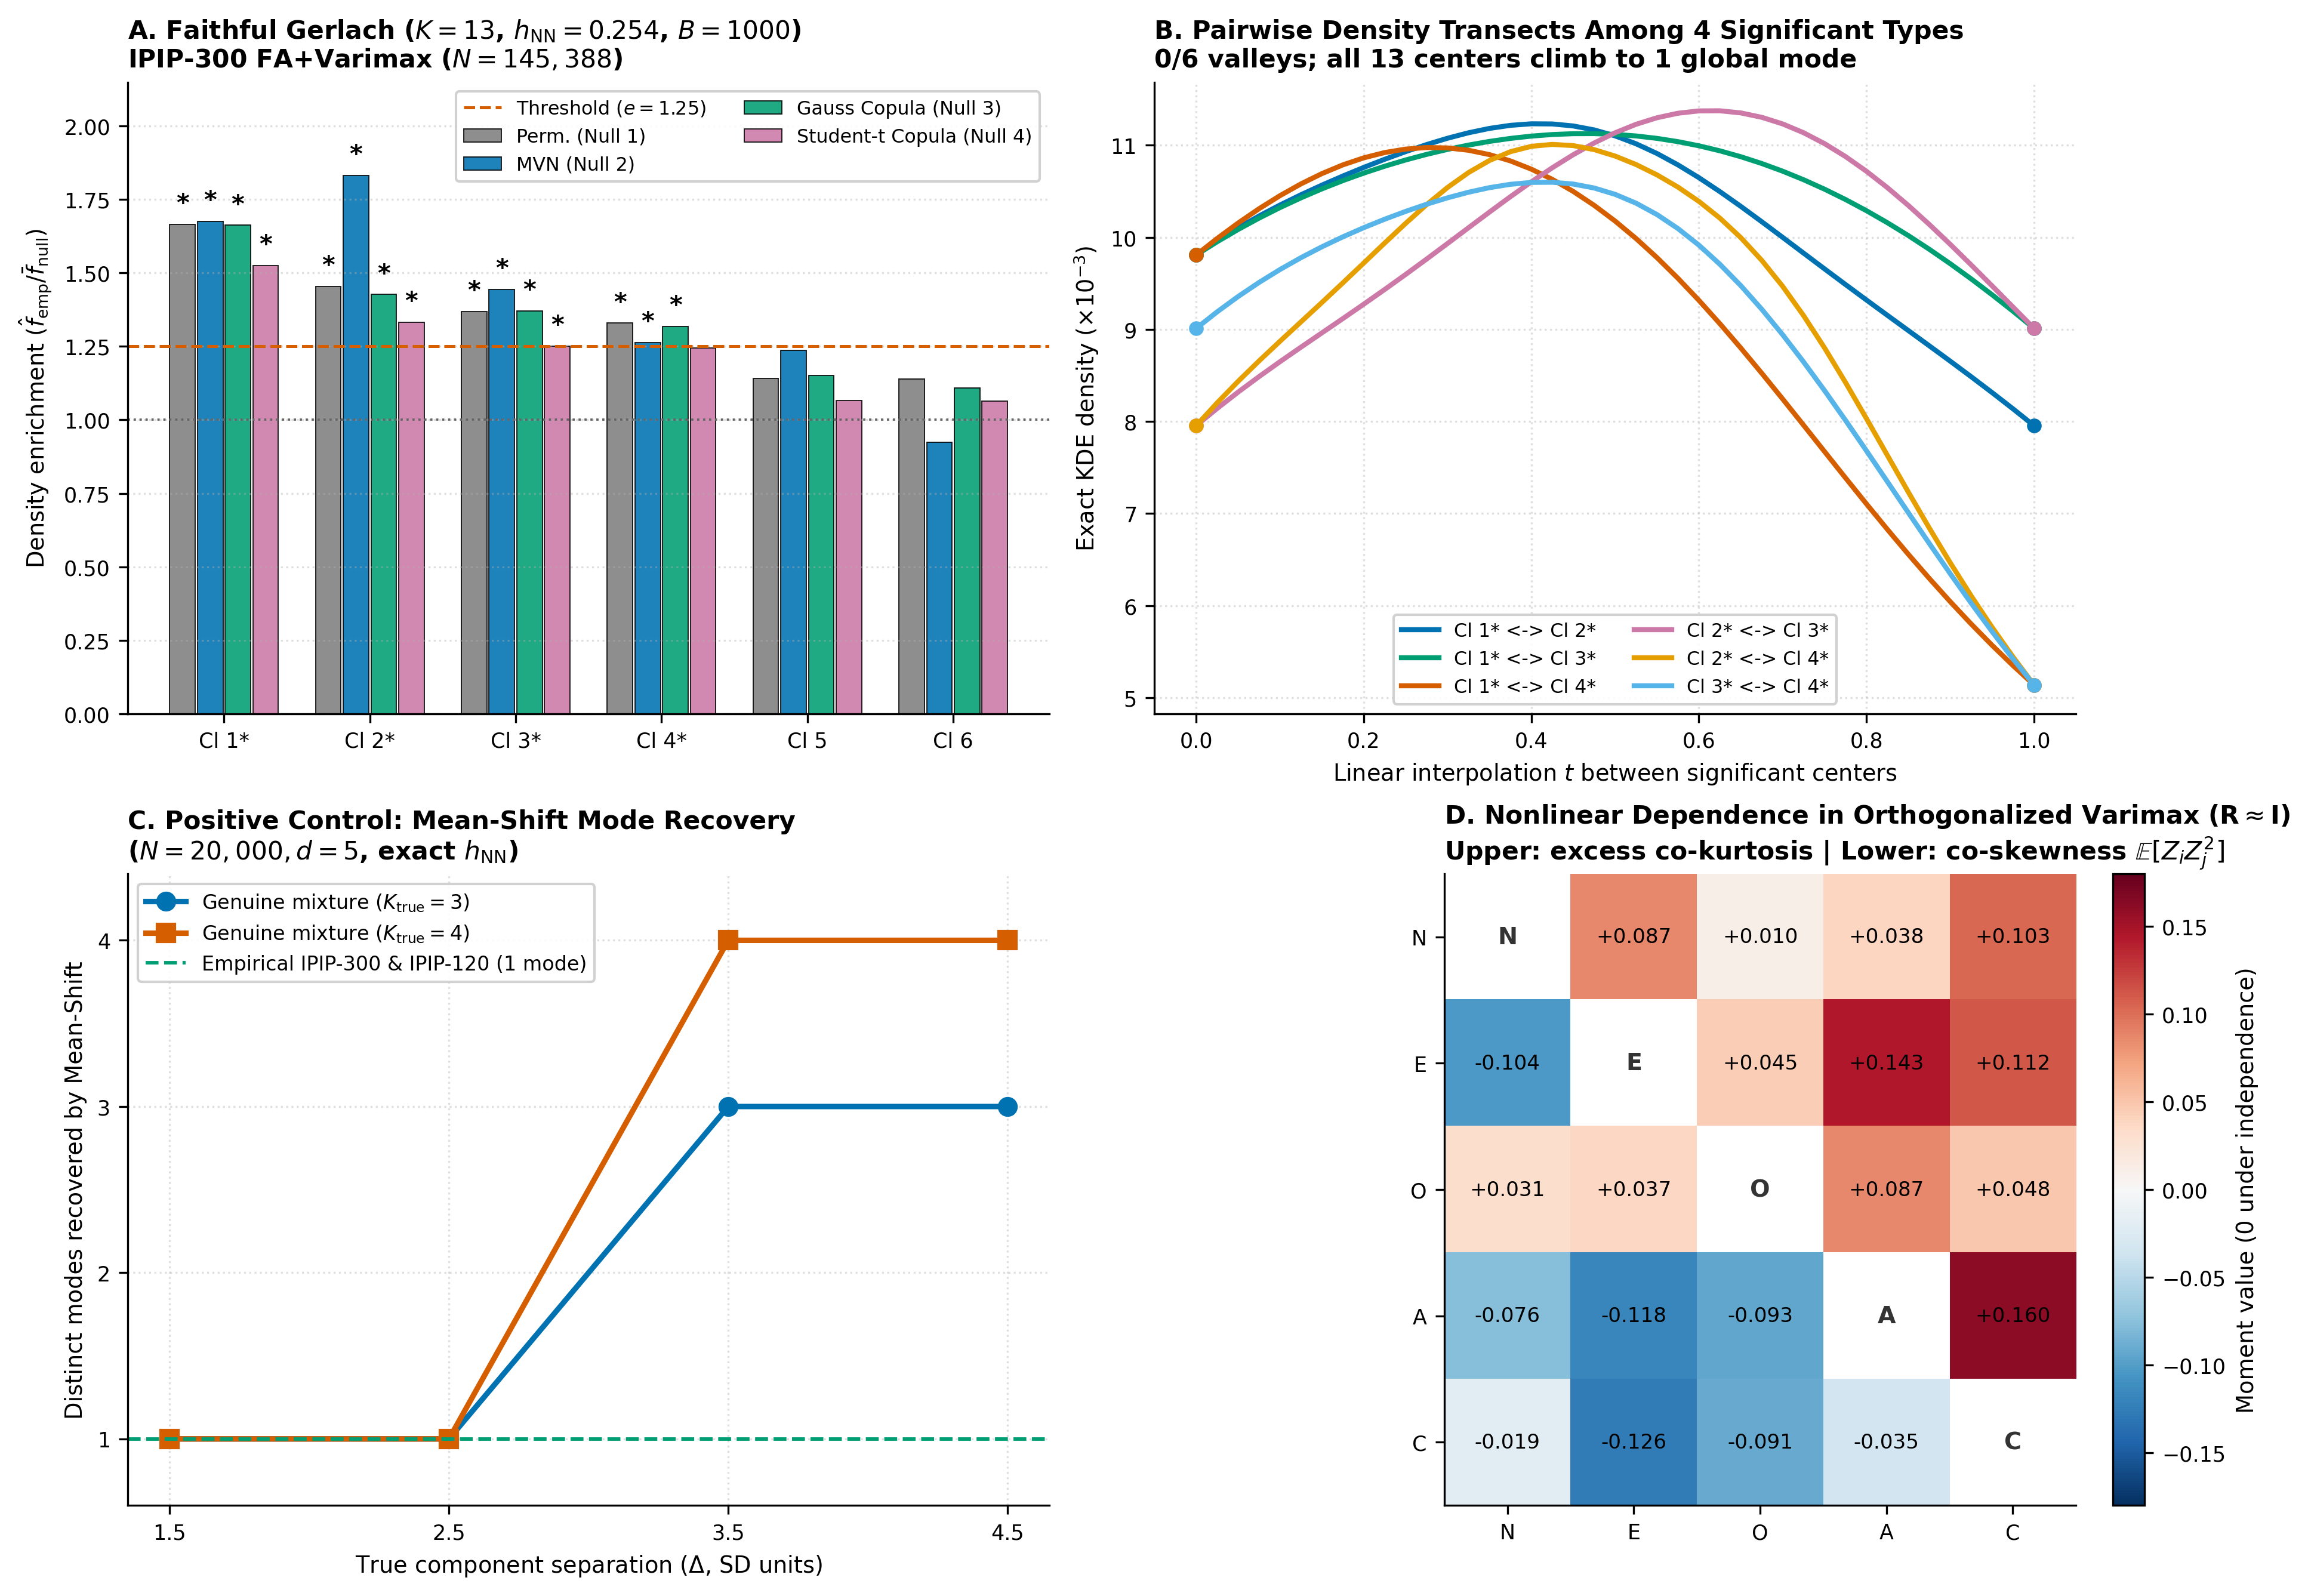 A. Faithful Gerlach (K = 13, h_NN = 0.254, B = 1000)
IPIP-300 FA+Varimax (N = 145, 388)
Density enrichment (f̂_emp/f̄_null)
2.00
1.75
1.50
1.25
1.00
0.75
0.50
0.25
0.00
Threshold (e = 1.25)
Perm. (Null 1)
MVN (Null 2)
Gauss Copula (Null 3)
Student-t Copula (Null 4)
* * * *
* * * *
* * * *
* * *
Cl 1*
Cl 2*
Cl 3*
Cl 4*
Cl 5
Cl 6
B. Pairwise Density Transects Among 4 Significant Types
0/6 valleys; all 13 centers climb to 1 global mode
Exact KDE density (×10⁻³)
11
10
9
8
7
6
5
Cl 1* <-> Cl 2*
Cl 1* <-> Cl 3*
Cl 1* <-> Cl 4*
Cl 2* <-> Cl 3*
Cl 2* <-> Cl 4*
Cl 3* <-> Cl 4*
0.0 0.2 0.4 0.6 0.8 1.0
Linear interpolation t between significant centers
C. Positive Control: Mean-Shift Mode Recovery
(N = 20, 000, d = 5, exact h_NN)
Distinct modes recovered by Mean-Shift
4
3
2
1
Genuine mixture (K_true = 3)
Genuine mixture (K_true = 4)
Empirical IPIP-300 & IPIP-120 (1 mode)
1.5 2.5 3.5 4.5
True component separation (Δ, SD units)
D. Nonlinear Dependence in Orthogonalized Varimax (R ≈ I)
Upper: excess co-kurtosis | Lower: co-skewness 𝔼[Z_i Z_j²]
N N +0.087 +0.010 +0.038 +0.103
E -0.104 E +0.045 +0.143 +0.112
O +0.031 +0.037 O +0.087 +0.048
A -0.076 -0.118 -0.093 A +0.160
C -0.019 -0.126 -0.091 -0.035 C
N E O A C
0.15
0.10
0.05
0.00
−0.05
−0.10
−0.15
Moment value (0 under independence)